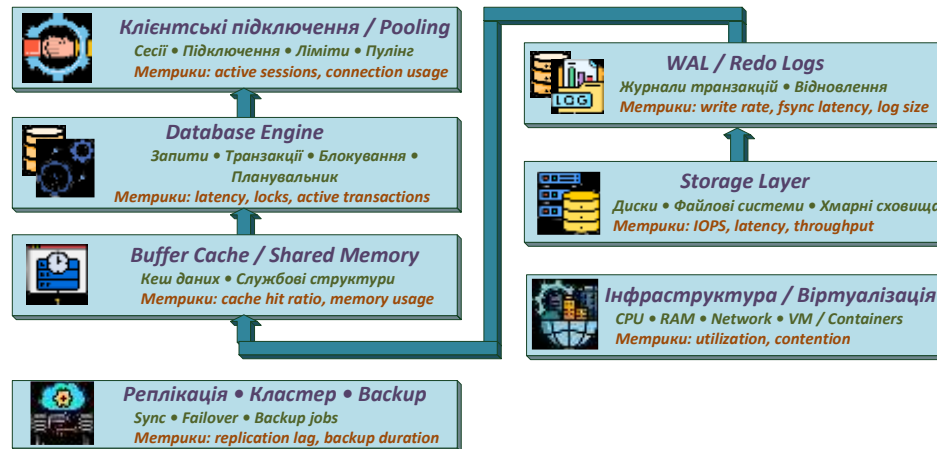 Клієнтські підключення / Pooling
Сесії • Підключення • Ліміти • Пулінг
Метрики: active sessions, connection usage
Database Engine
Запити • Транзакції • Блокування •
Планувальник
Метрики: latency, locks, active transactions
Buffer Cache / Shared Memory
Кеш даних • Службові структури
Метрики: cache hit ratio, memory usage
Реплікація • Кластер • Backup
Sync • Failover • Backup jobs
Метрики: replication lag, backup duration
WAL / Redo Logs
Журнали транзакцій • Відновлення
Метрики: write rate, fsync latency, log size
LOG
Storage Layer
Диски • Файлові системи • Хмарні сховища
Метрики: IOPS, latency, throughput
Інфраструктура / Віртуалізація
CPU • RAM • Network • VM / Containers
Метрики: utilization, contention